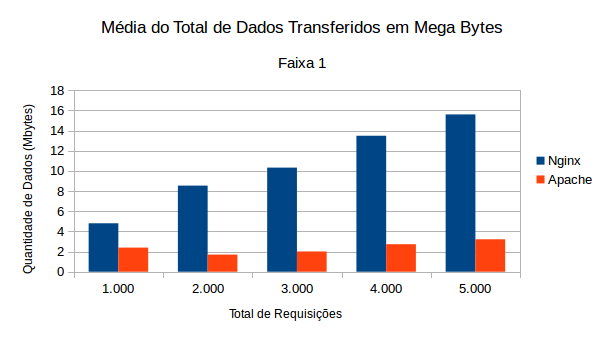 Média do Total de Dados Transferidos em Mega Bytes
Faixa 1
Quantidade de Dados (Mbytes)
18
16
14
12
10
8
6
4
2
0
1.000 2.000 3.000 4.000 5.000
Total de Requisições
Nginx
Apache